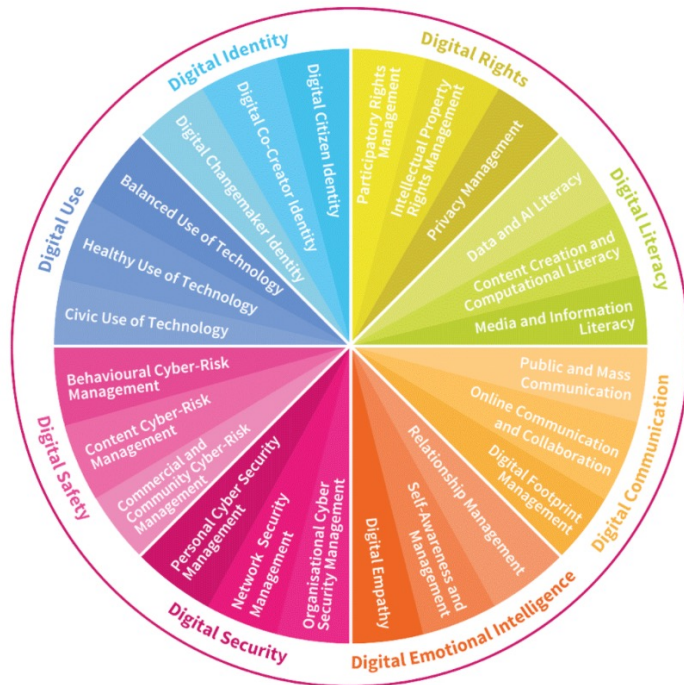 Digital Identity
Digital Citizen Identity
Digital Co-Creator Identity
Digital Changemaker Identity
Digital Rights
Participatory Rights
Management
Intellectual Property
Rights Management
Privacy Management
Digital Literacy
Data and AI Literacy
Content Creation and
Computational Literacy
Media and Information
Literacy
Digital Communication
Public and Mass
Communication
Online Communication
and Collaboration
Digital Footprint
Management
Digital Emotional Intelligence
Relationship Management
Self-Awareness and
Management
Digital Empathy
Digital Security
Organisational Cyber
Security Management
Network Security
Management
Personal Cyber Security
Management
Digital Safety
Commercial and
Community Cyber-Risk
Management
Content Cyber-Risk
Management
Behavioural Cyber-Risk
Management
Digital Use
Civic Use of Technology
Healthy Use of Technology
Balanced Use of Technology